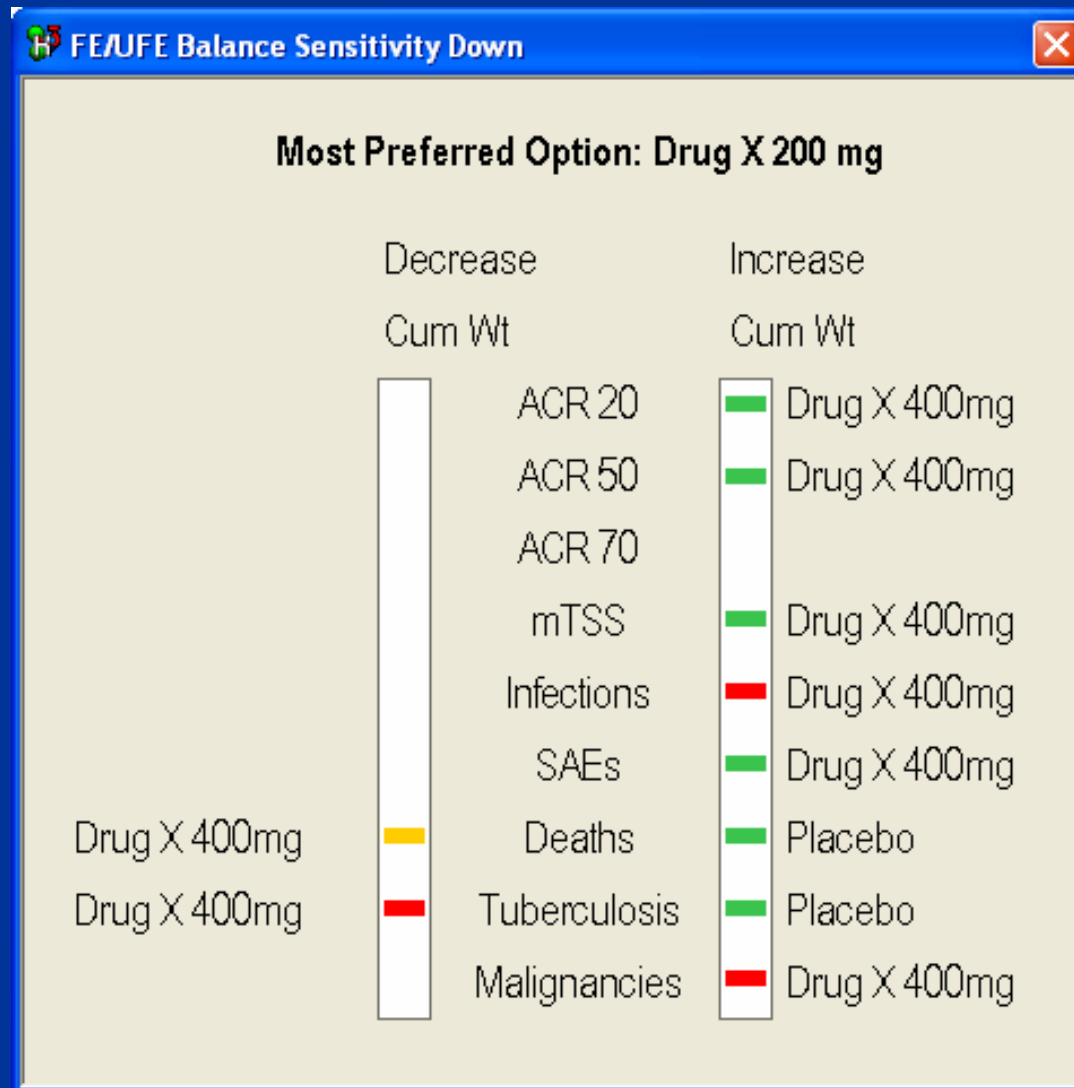 FE/UFE Balance Sensitivity Down
Most Preferred Option: Drug X 200 mg
Decrease Increase
Cum Wt Cum Wt
ACR 20 Drug X 400mg
ACR 50 Drug X 400mg
ACR 70
mTSS Drug X 400mg
Infections Drug X 400mg
SAEs Drug X 400mg
Drug X 400mg Deaths Placebo
Drug X 400mg Tuberculosis Placebo
Malignancies Drug X 400mg